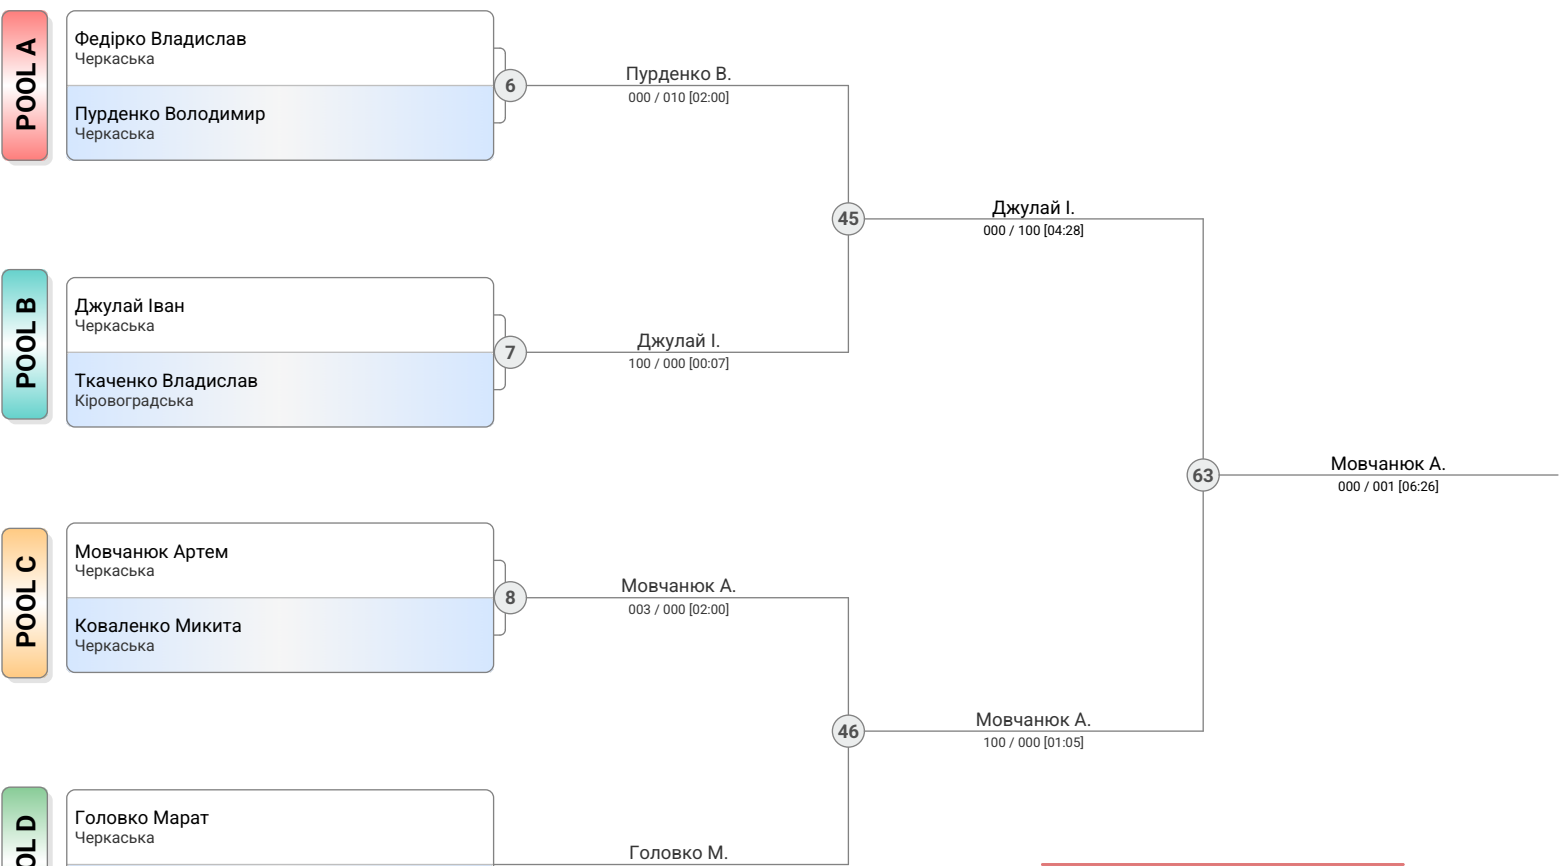 POOL A
Федірко Владислав
Черкаська
Пурденко Володимир
Черкаська
6
Пурденко В.
000 / 010 [02:00]
45
Джулай І.
000 / 100 [04:28]
POOL B
Джулай Іван
Черкаська
Ткаченко Владислав
Кіровоградська
7
Джулай І.
100 / 000 [00:07]
63
Мовчанюк А.
000 / 001 [06:26]
POOL C
Мовчанюк Артем
Черкаська
Коваленко Микита
Черкаська
8
Мовчанюк А.
003 / 000 [02:00]
46
Мовчанюк А.
100 / 000 [01:05]
OL D
Головко Марат
Черкаська
Головко М.